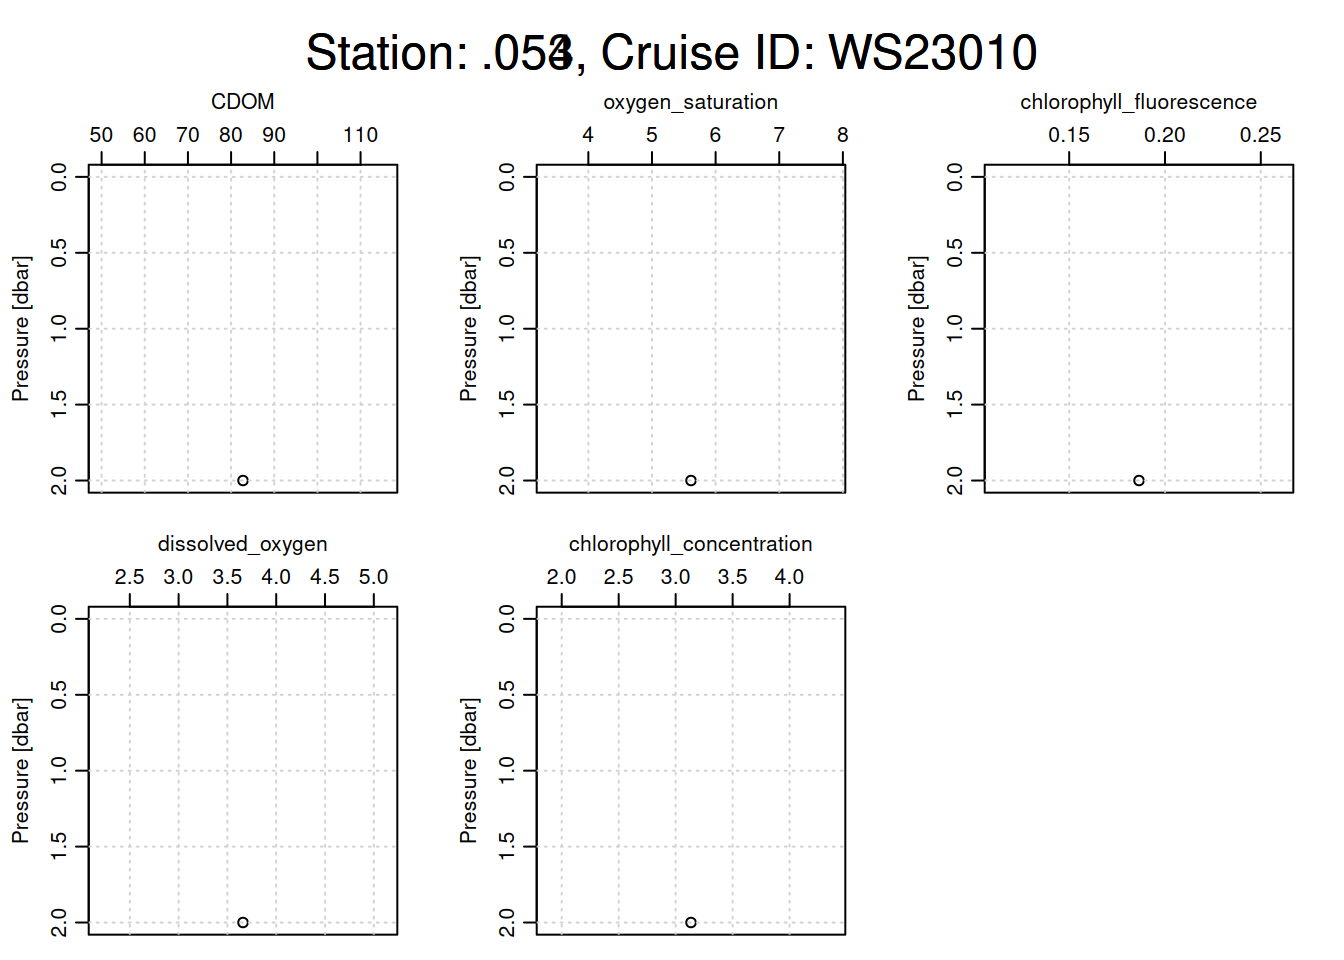 Station: , Cruise ID: WS23010
CDOM
50 60 70 80 90 110
Pressure [dbar]
0.0 0.5 1.0 1.5 2.0
oxygen_saturation
4 5 6 7 8
Pressure [dbar]
0.0 0.5 1.0 1.5 2.0
chlorophyll_fluorescence
0.15 0.20 0.25
Pressure [dbar]
0.0 0.5 1.0 1.5 2.0
dissolved_oxygen
2.5 3.0 3.5 4.0 4.5 5.0
Pressure [dbar]
0.0 0.5 1.0 1.5 2.0
chlorophyll_concentration
2.0 2.5 3.0 3.5 4.0
Pressure [dbar]
0.0 0.5 1.0 1.5 2.0